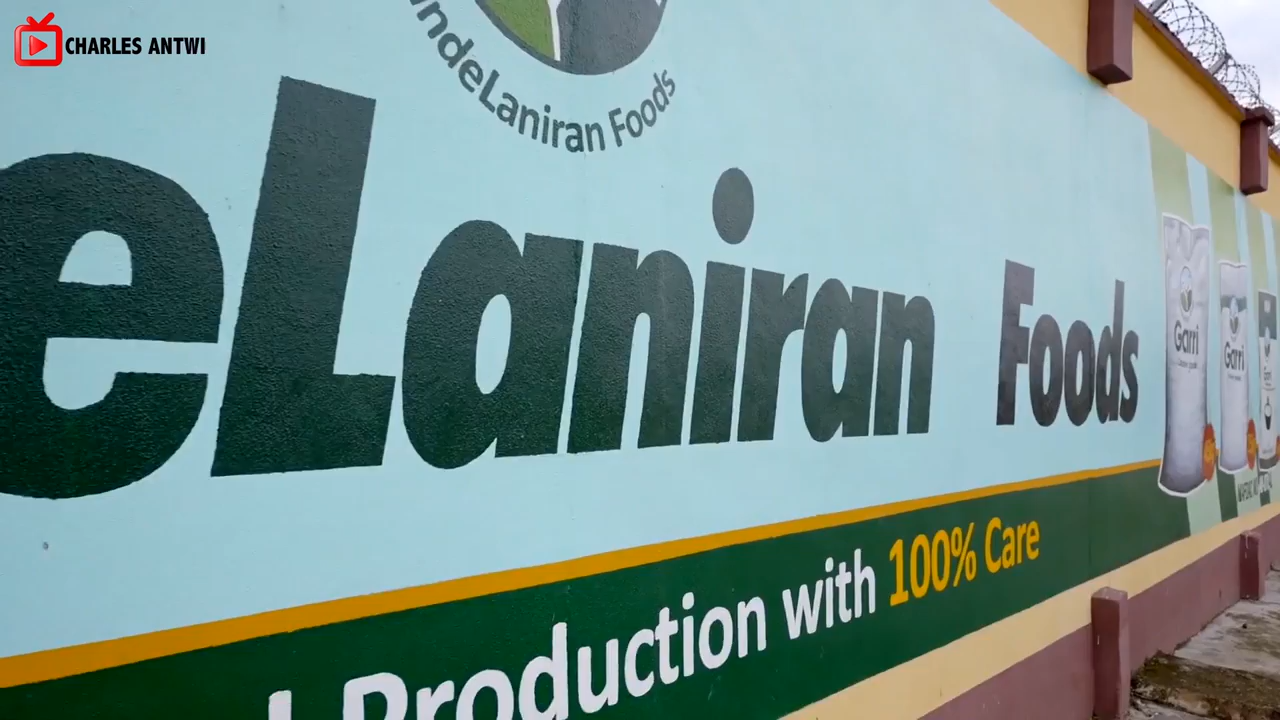 CHARLES ANTWI
ndeLaniran Foods
eLaniran Foods
Garri
Garri
Production with 100% Care